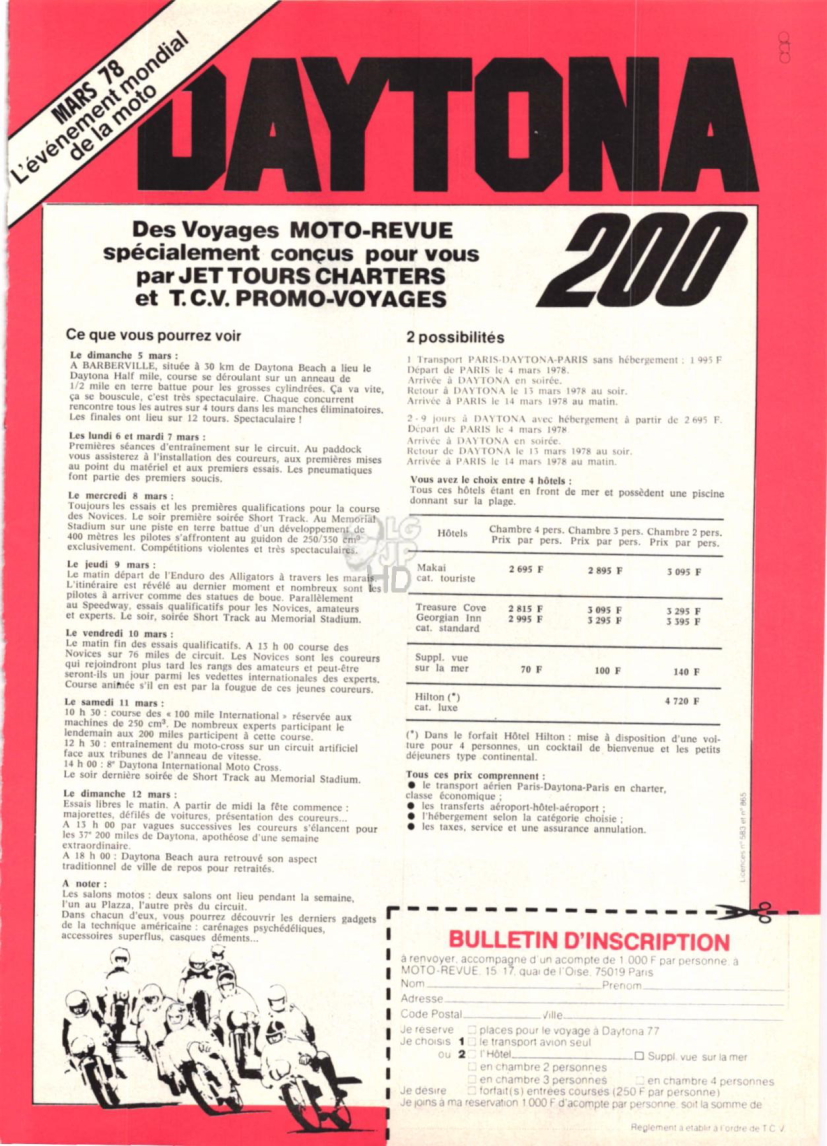 MARS 78
L'événement mondial
de la moto
DAYTONA
200
Des Voyages MOTO-REVUE
spécialement conçus pour vous
par JET TOURS CHARTERS
et T.C.V. PROMO-VOYAGES
Ce que vous pourrez voir
Le dimanche 5 mars :
A BARBERVILLE, située à 30 km de Daytona Beach a lieu le
Daytona Half mile, course se déroulant sur un anneau de
1/2 mile en terre battue pour les grosses cylindrées. Ça va vite,
ça se bouscule, c'est très spectaculaire. Chaque concurrent
rencontre tous les autres sur 4 tours dans les manches éliminatoires.
Les finales ont lieu sur 12 tours. Spectaculaire !
Les lundi 6 et mardi 7 mars :
Premières séances d'entraînement sur le circuit. Au paddock
vous assisterez à l'installation des coureurs, aux premières mises
au point du matériel et aux premiers essais. Les pneumatiques
font partie des premiers soucis.
Le mercredi 8 mars :
Toujours les essais et les premières qualifications pour la course
des Novices. Le soir première soirée Short Track. Au Memorial
Stadium sur une piste en terre battue d'un développement de
400 mètres les pilotes s'affrontent au guidon de 250/350 cm³
exclusivement. Compétitions violentes et très spectaculaires.
Le jeudi 9 mars :
Le matin départ de l'Enduro des Alligators à travers les marais
L'itinéraire est révélé au dernier moment et nombreux sont les
pilotes à arriver comme des statues de boue. Parallèlement
au Speedway, essais qualificatifs pour les Novices, amateurs
et experts. Le soir, soirée Short Track au Memorial Stadium.
Le vendredi 10 mars :
Le matin fin des essais qualificatifs. A 13 h 00 course des
Novices sur 76 miles de circuit. Les Novices sont les coureurs
qui rejoindront plus tard les rangs des amateurs et peut-être
seront-ils un jour parmi les vedettes internationales des experts.
Course animée s'il en est par la fougue de ces jeunes coureurs.
Le samedi 11 mars :
10 h 30 : course des « 100 mile International » réservée aux
machines de 250 cm³. De nombreux experts participant le
lendemain aux 200 miles participent à cette course.
12 h 30 : entraînement du moto-cross sur un circuit artificiel
face aux tribunes de l'anneau de vitesse.
14 h 00 : 8° Daytona International Moto Cross.
Le soir dernière soirée de Short Track au Memorial Stadium.
Le dimanche 12 mars :
Essais libres le matin. A partir de midi la fête commence :
majorettes, défilés de voitures, présentation des coureurs...
A 13 h 00 par vagues successives les coureurs s'élancent pour
les 37° 200 miles de Daytona, apothéose d'une semaine
extraordinaire.
A 18 h 00 : Daytona Beach aura retrouvé son aspect
traditionnel de ville de repos pour retraités.
A noter :
Les salons motos : deux salons ont lieu pendant la semaine,
l'un au Plazza, l'autre près du circuit.
Dans chacun d'eux, vous pourrez découvrir les derniers gadgets
de la technique américaine : carénages psychédéliques,
accessoires superflus, casques déments...
2 possibilités
1 Transport PARIS-DAYTONA-PARIS sans hébergement : 1 995 F
Départ de PARIS le 4 mars 1978.
Arrivée à DAYTONA en soirée.
Retour à DAYTONA le 13 mars 1978 au soir.
Arrivée à PARIS le 14 mars 1978 au matin.
2 - 9 jours à DAYTONA avec hébergement à partir de 2 695 F.
Départ de PARIS le 4 mars 1978
Arrivée à DAYTONA en soirée.
Retour de DAYTONA le 13 mars 1978 au soir.
Arrivée à PARIS le 14 mars 1978 au matin.
Vous avez le choix entre 4 hôtels :
Tous ces hôtels étant en front de mer et possèdent une piscine
donnant sur la plage.
Hôtels Chambre 4 pers. Chambre 3 pers. Chambre 2 pers.
Prix par pers. Prix par pers. Prix par pers.
Makai 2 695 F 2 895 F 3 095 F
cat. touriste
Treasure Cove 2 815 F 3 095 F 3 295 F
Georgian Inn 2 995 F 3 295 F 3 395 F
cat. standard
Suppl. vue
sur la mer 70 F 100 F 140 F
Hilton (*) 4 720 F
cat. luxe
(*) Dans le forfait Hôtel Hilton : mise à disposition d'une voi-
ture pour 4 personnes, un cocktail de bienvenue et les petits
déjeuners type continental.
Tous ces prix comprennent :
● le transport aérien Paris-Daytona-Paris en charter,
classe économique ;
● les transferts aéroport-hôtel-aéroport ;
● l'hébergement selon la catégorie choisie ;
● les taxes, service et une assurance annulation.
Licences n° 583 et n° 865
BULLETIN D'INSCRIPTION
à renvoyer, accompagné d'un acompte de 1 000 F par personne, à
MOTO-REVUE, 15 17, quai de l'Oise, 75019 Paris
Nom Prénom
Adresse
Code Postal Ville
Je réserve places pour le voyage à Daytona 77
Je choisis 1 le transport avion seul
ou 2 l'Hôtel Suppl. vue sur la mer
en chambre 2 personnes
en chambre 3 personnes en chambre 4 personnes
Je désire forfait(s) entrées courses (250 F par personne)
Je joins à ma réservation 1 000 F d'acompte par personne, soit la somme de
Règlement à établir à l'ordre de T.C.V.
LG
JP
HD